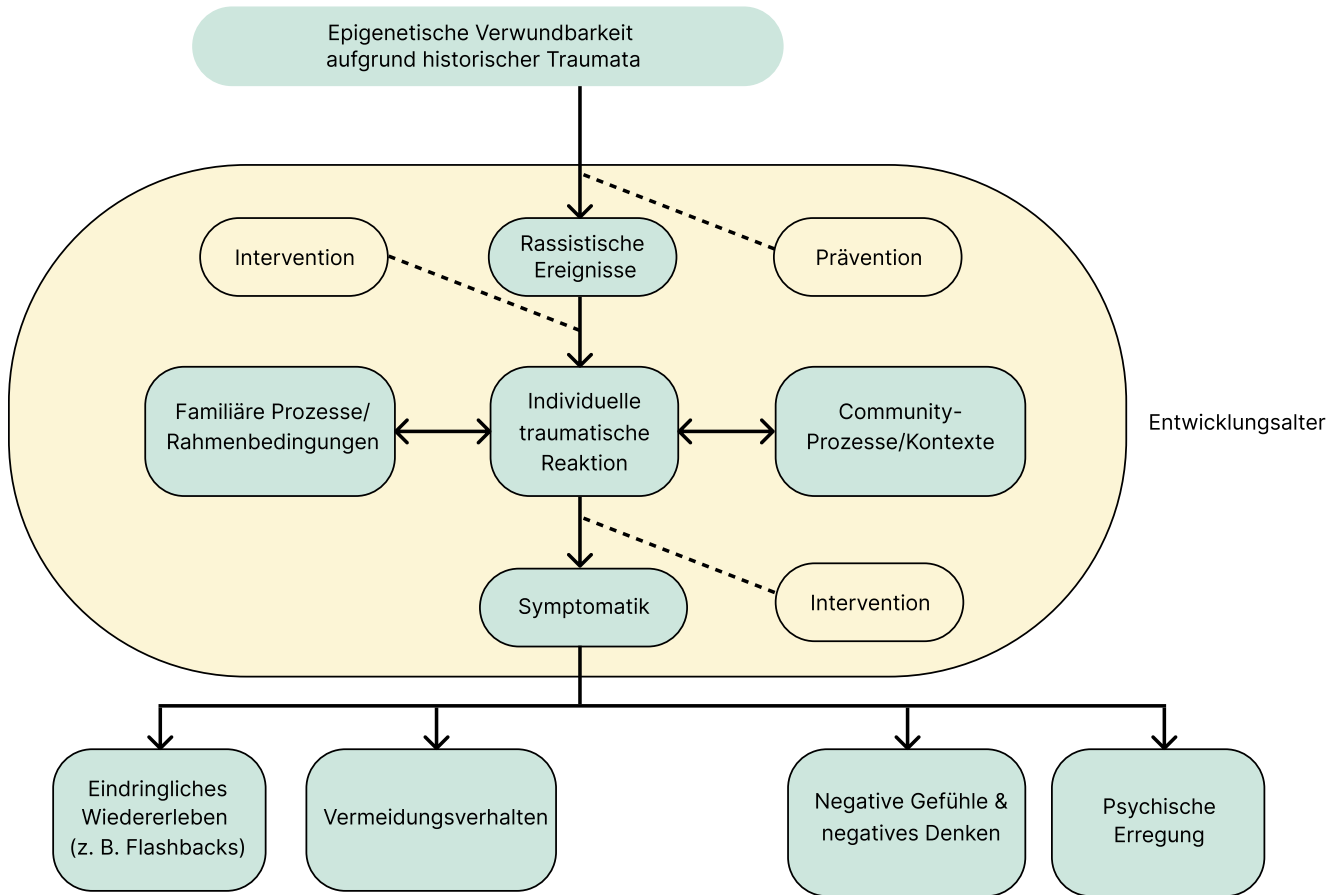 Epigenetische Verwundbarkeit
aufgrund historischer Traumata
Intervention
Rassistische
Ereignisse
Prävention
Familiäre Prozesse/
Rahmenbedingungen
Individuelle
traumatische
Reaktion
Community-
Prozesse/Kontexte
Entwicklungsalter
Symptomatik
Intervention
Eindringliches
Wiedererleben
(z. B. Flashbacks)
Vermeidungsverhalten
Negative Gefühle &
negatives Denken
Psychische
Erregung